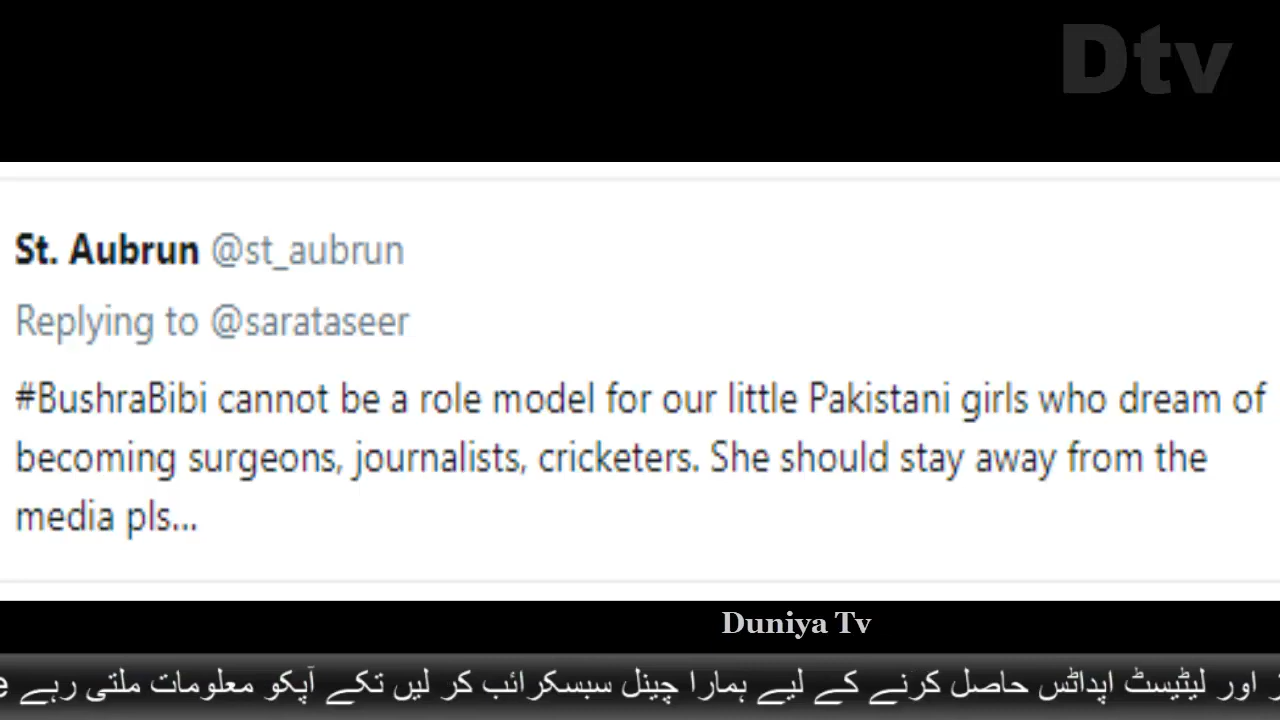 Dtv
St. Aubrun @st_aubrun
Replying to @sarataseer
#BushraBibi cannot be a role model for our little Pakistani girls who dream of
becoming surgeons, journalists, cricketers. She should stay away from the
media pls...
Duniya Tv
اور لیٹیسٹ اپداٹس حاصل کرنے کے لیے ہمارا چینل سبسکرائب کر لیں تکے آپکو معلومات ملتی رہے